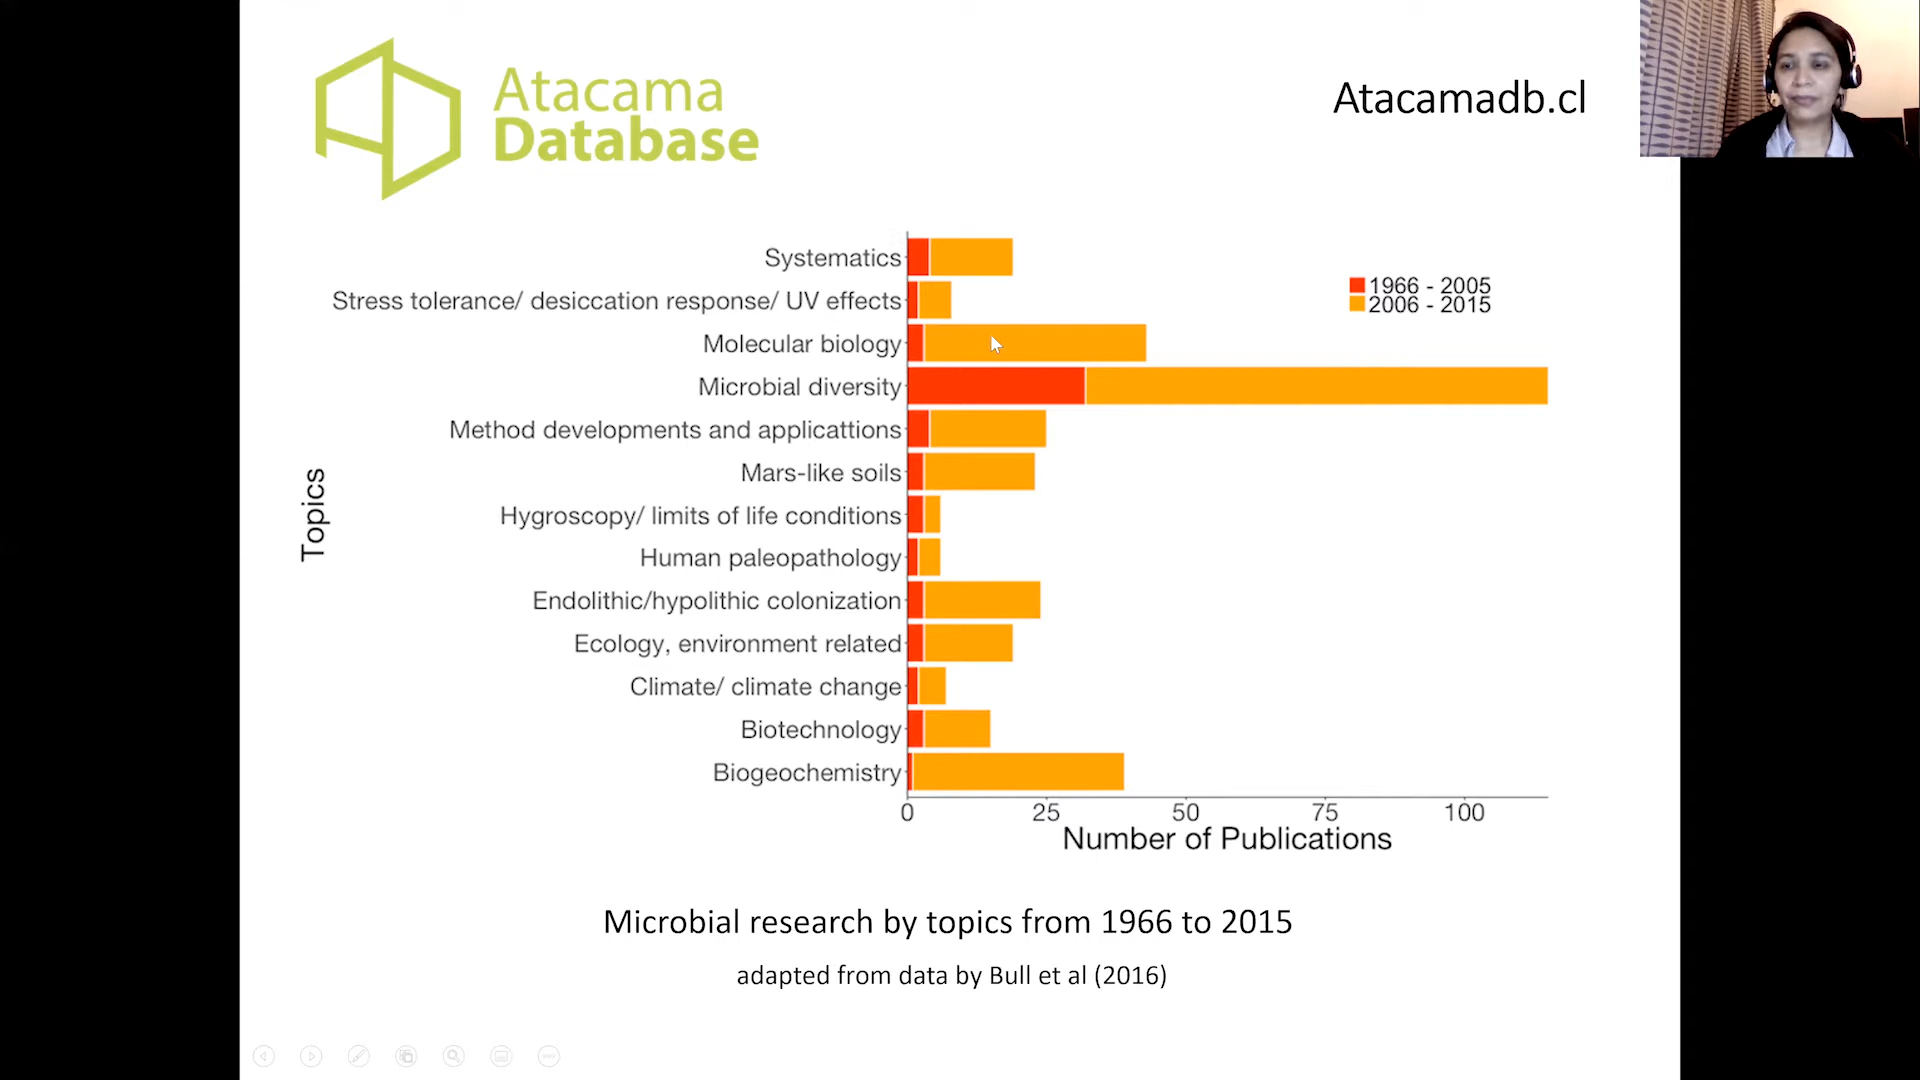 Atacama
Database
Atacamadb.cl
Topics
Systematics
Stress tolerance/ desiccation response/ UV effects
Molecular biology
Microbial diversity
Method developments and applicattions
Mars-like soils
Hygroscopy/ limits of life conditions
Human paleopathology
Endolithic/hypolithic colonization
Ecology, environment related
Climate/ climate change
Biotechnology
Biogeochemistry
1966 - 2005
2006 - 2015
0 25 50 75 100
Number of Publications
Microbial research by topics from 1966 to 2015
adapted from data by Bull et al (2016)